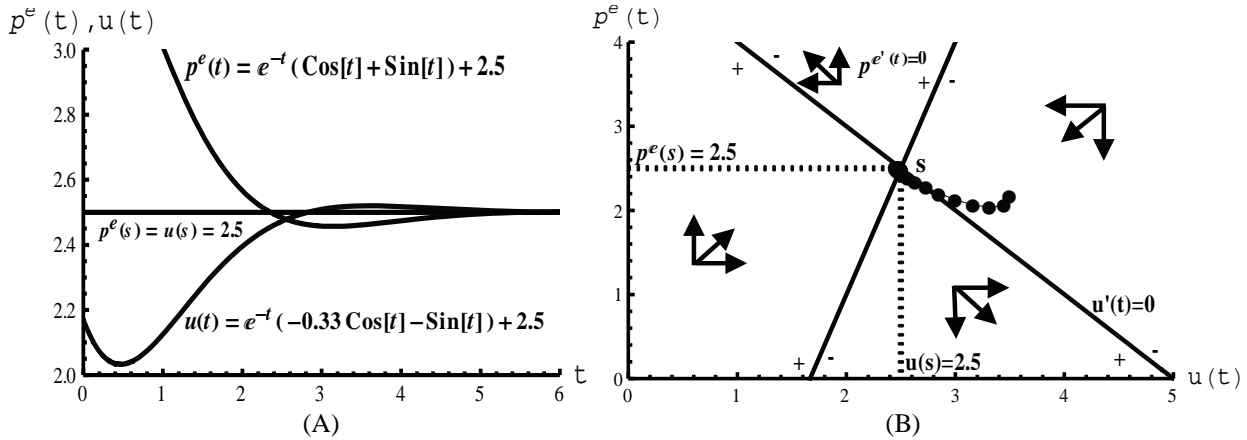 p^e (t) , u(t)
3.0
2.8
2.6
2.4
2.2
2.0
p^e(t) = e^{-t} (Cos[t] + Sin[t]) + 2.5
p^e(s) = u(s) = 2.5
u(t) = e^{-t} (-0.33 Cos[t] - Sin[t]) + 2.5
0 1 2 3 4 5 6 t
(A)
p^e (t)
4
3
2
1
0
- -
+ p^{e'(t)}=0 + -
p^e(s) = 2.5
s
u'(t)=0
+ - u(s)=2.5 + -
0 1 2 3 4 5 u(t)
(B)